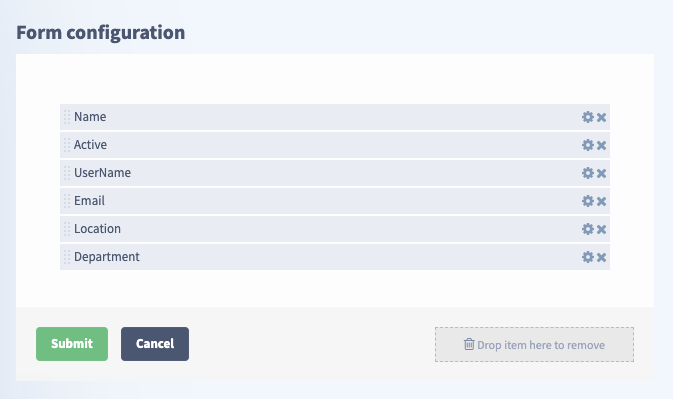 Form configuration
Name
Active
UserName
Email
Location
Department
Submit
Cancel
Drop item here to remove